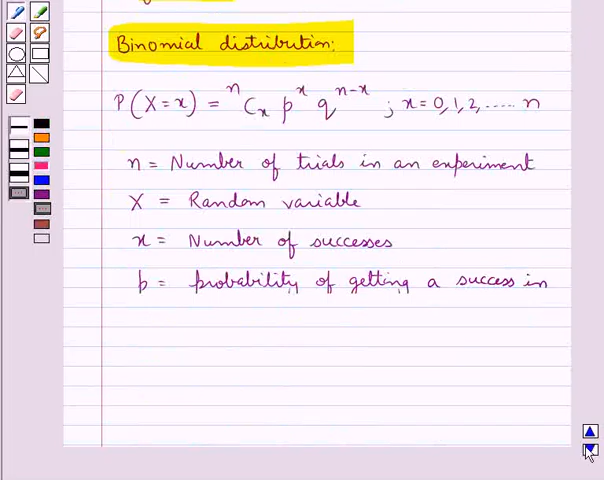 Binomial distribution:
P(X=x) = ⁿCₓ pˣ qⁿ⁻ˣ ; x = 0, 1, 2, ...... n
n = Number of trials in an experiment
X = Random variable
x = Number of successes
p = probability of getting a success in